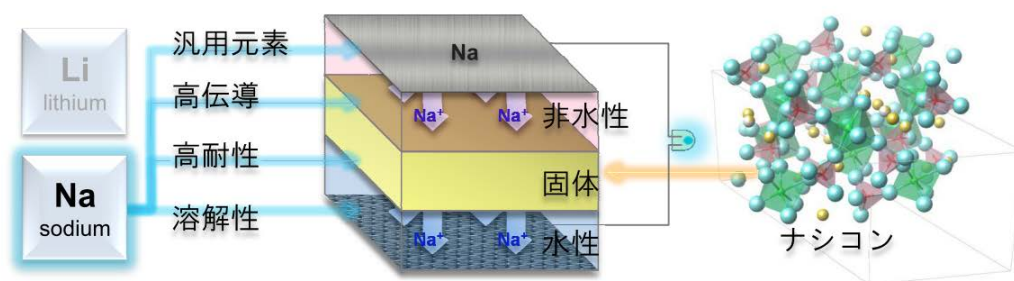 Li
lithium
Na
sodium
汎用元素
高伝導
高耐性
溶解性
Na
Na⁺
Na⁺
非水性
固体
Na⁺
Na⁺
水性
ナシコン